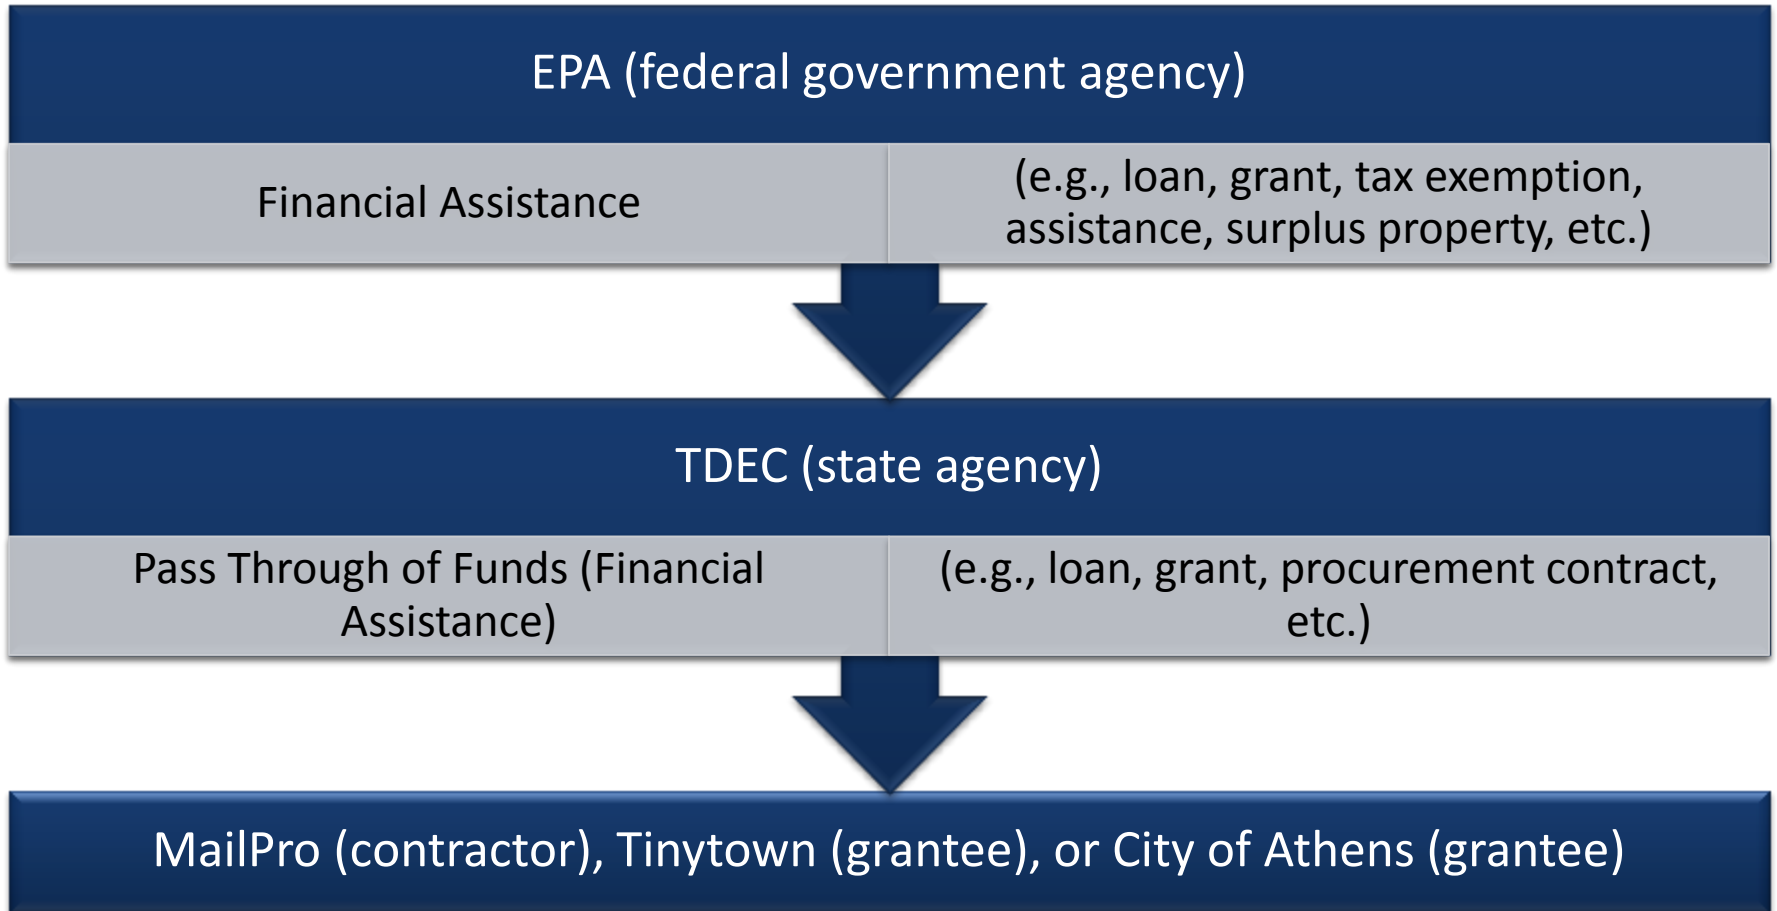 EPA (federal government agency)
Financial Assistance
(e.g., loan, grant, tax exemption,
assistance, surplus property, etc.)
TDEC (state agency)
Pass Through of Funds (Financial
Assistance)
(e.g., loan, grant, procurement contract,
etc.)
MailPro (contractor), Tinytown (grantee), or City of Athens (grantee)